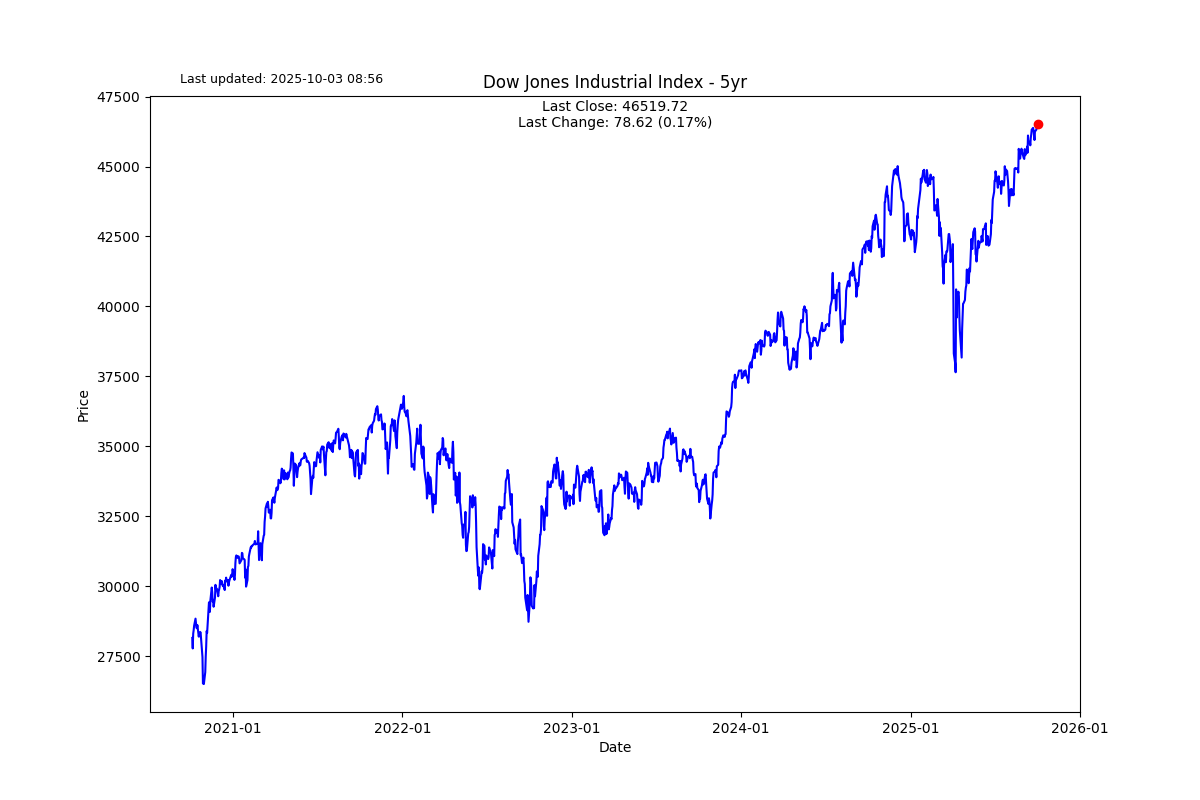 Last updated: 2025-10-03 08:56
Dow Jones Industrial Index - 5yr
Last Close: 46519.72
Last Change: 78.62 (0.17%)
47500
45000
42500
40000
37500
35000
32500
30000
27500
Price
2021-01
2022-01
2023-01
2024-01
2025-01
2026-01
Date